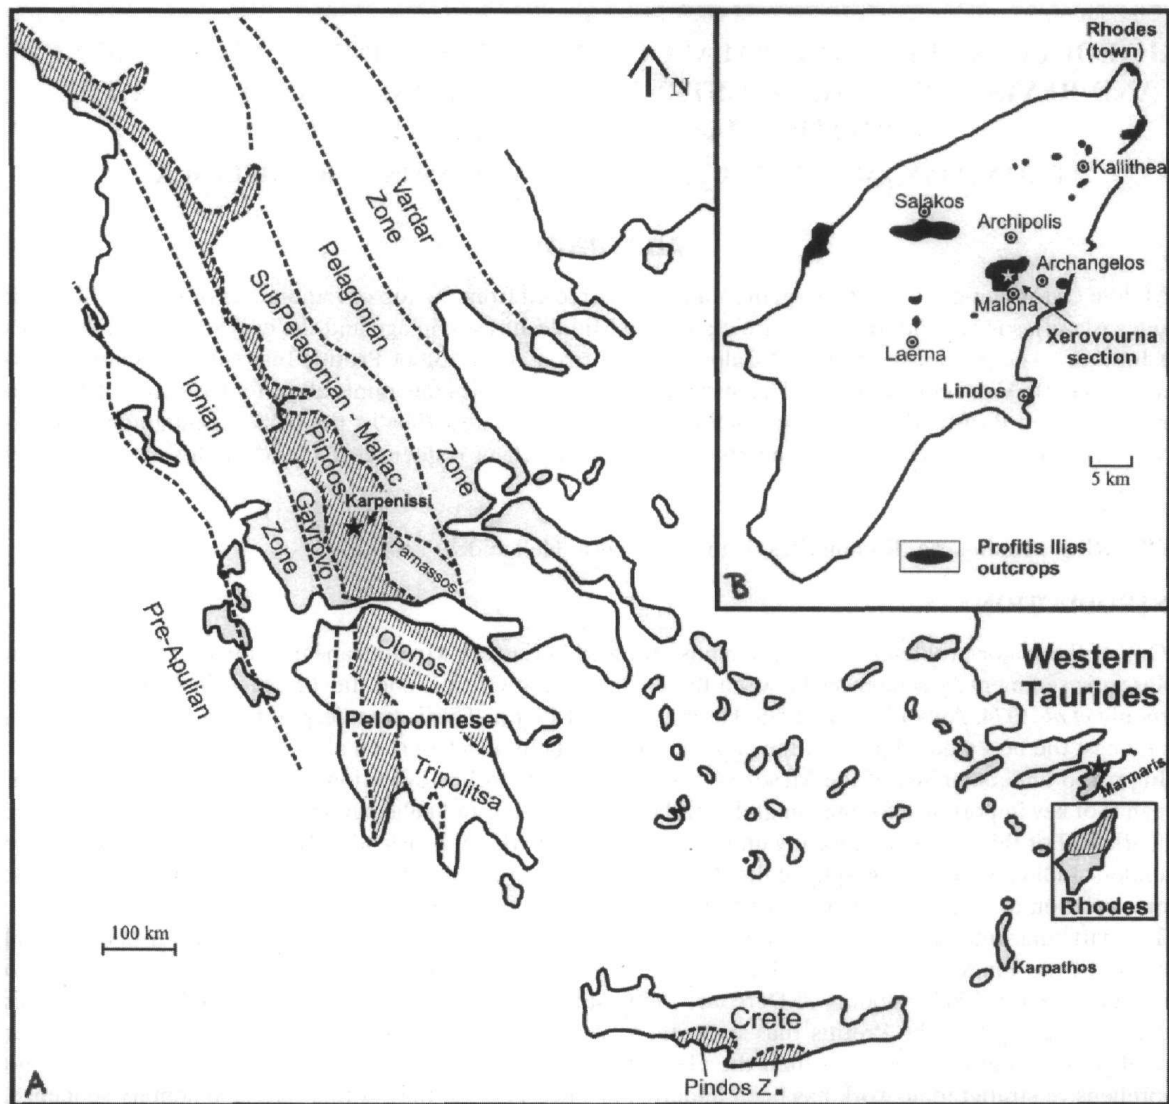 N
Vardar
Zone
Pelagonian
Zone
Subpelagonian - Maliac
Ionian
Zone
Pindos
Gavrovo
Karpenissi
Parnassos
Pre-Apulian
Olonos
Peloponnese
Tripolitsa
100 km
A
Crete
Pindos Z.
Karpathos
Rhodes
Marmaris
Western
Taurides
Rhodes
(town)
Kallithea
Salakos
Archipolis
Archangelos
Malona
Xerovourna
section
Laerna
Lindos
5 km
Profitis Ilias
outcrops
B